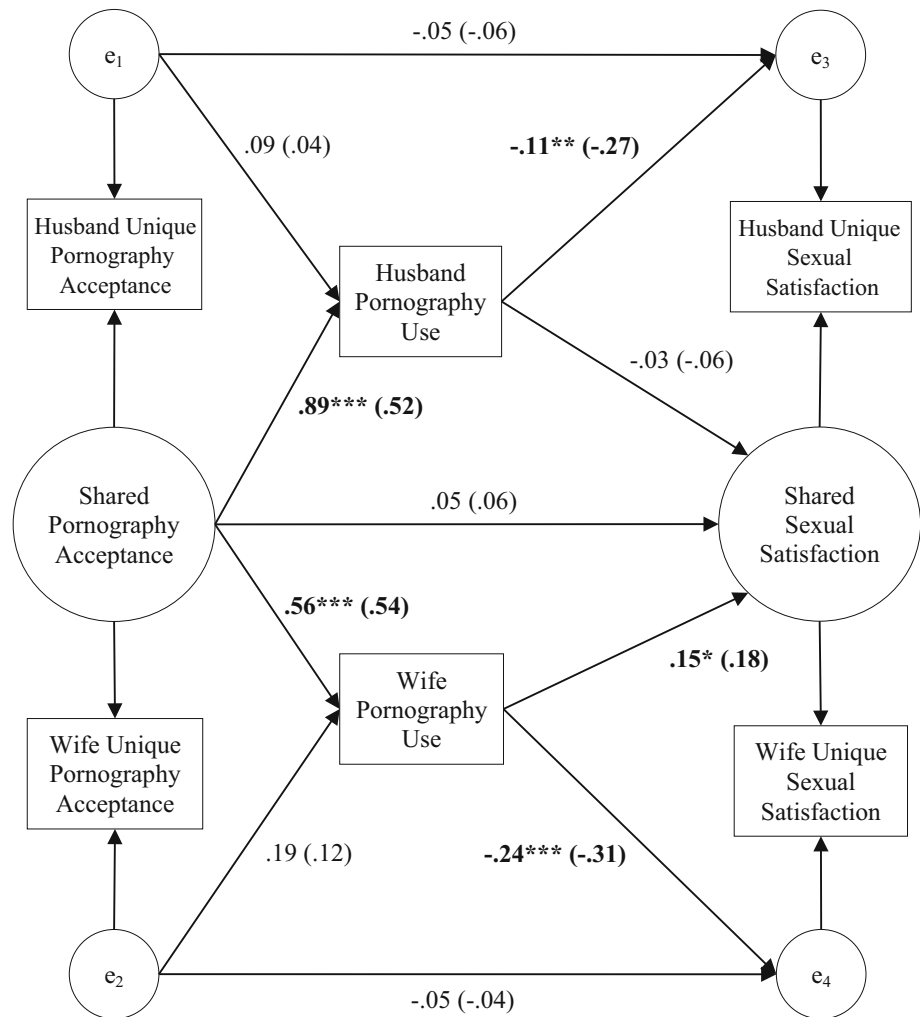 e1
-.05 (-.06)
e3
.09 (.04)
-.11** (-.27)
Husband Unique
Pornography
Acceptance
Husband
Pornography
Use
Husband Unique
Sexual
Satisfaction
-.03 (-.06)
.89*** (.52)
Shared
Pornography
Acceptance
.05 (.06)
Shared
Sexual
Satisfaction
.56*** (.54)
.15* (.18)
Wife
Pornography
Use
Wife Unique
Pornography
Acceptance
Wife Unique
Sexual
Satisfaction
.19 (.12)
-.24*** (-.31)
e2
-.05 (-.04)
e4